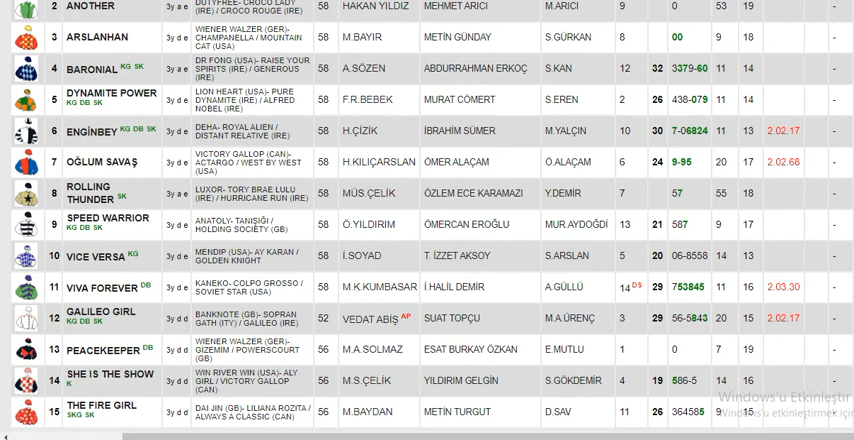 2 ANOTHER 3y a e DUTYFREE- CROCO LADY (IRE) / CROCO ROUGE (IRE) 58 HAKAN YILDIZ MEHMET ARICI M.ARICI 9 0 53 19 -
3 ARSLANHAN 3y a e WIENER WALZER (GER)- CHAMPANELLA / MOUNTAIN CAT (USA) 58 M.BAYIR METİN GÜNDAY S.GÜRKAN 8 00 9 18 -
4 BARONIAL KG SK 3y a e DR FONG (USA)- RAISE YOUR SPIRITS (IRE) / GENEROUS (IRE) 58 A.SÖZEN ABDURRAHMAN ERKOÇ S.KAN 12 32 3379-60 11 14 -
5 DYNAMITE POWER KG DB SK 3y d e LION HEART (USA)- PURE DYNAMITE (IRE) / ALFRED NOBEL (IRE) 58 F.R.BEBEK MURAT CÖMERT S.EREN 2 26 438-079 11 14 -
6 ENGİNBEY KG DB SK 3y d e DEHA- ROYAL ALIEN / DISTANT RELATIVE (IRE) 58 H.ÇİZİK İBRAHİM SÜMER M.YALÇIN 10 30 7-06824 11 13 2.02.17 -
7 OĞLUM SAVAŞ 3y d e VICTORY GALLOP (CAN)- ACTARGO / WEST BY WEST (USA) 58 H.KILIÇARSLAN ÖMER ALAÇAM Ö.ALAÇAM 6 24 9-95 20 17 2.02.68 -
8 ROLLING THUNDER SK 3y a e LUXOR- TORY BRAE LULU (IRE) / HURRICANE RUN (IRE) 58 MÜS.ÇELİK ÖZLEM ECE KARAMAZI Y.DEMİR 7 57 55 18 -
9 SPEED WARRIOR KG DB SK 3y d e ANATOLY- TANIŞIĞI / HOLDING SOCIETY (GB) 58 Ö.YILDIRIM ÖMERCAN EROĞLU MUR.AYDOĞDİ 13 21 587 9 17 -
10 VICE VERSA KG 3y d e MENDIP (USA)- AY KARAN / GOLDEN KNIGHT 58 İ.SOYAD T. İZZET AKSOY S.ARSLAN 5 20 06-8558 14 13 -
11 VIVA FOREVER DB 3y d e KANEKO- COLPO GROSSO / SOVIET STAR (USA) 58 M.K.KUMBASAR İ.HALİL DEMİR A.GÜLLÜ 14 DS 29 753845 11 16 2.03.30 -
12 GALILEO GIRL KG DB SK 3y d d BANKNOTE (GB)- SOPRAN GATH (ITY) / GALILEO (IRE) 52 VEDAT ABİŞ AP SUAT TOPÇU M.A.ÜRENÇ 3 29 56-5843 20 15 2.02.17 -
13 PEACEKEEPER DB 3y d d WIENER WALZER (GER)- GIZEMIM / POWERSCOURT (GB) 56 M.A.SOLMAZ ESAT BURKAY ÖZKAN E.MUTLU 1 0 7 19 -
14 SHE IS THE SHOW K 3y d d WIN RIVER WIN (USA)- ALY GIRL / VICTORY GALLOP (CAN) 56 M.S.ÇELİK YILDIRIM GELGİN S.GÖKDEMİR 4 19 586-5 14 16 -
15 THE FIRE GIRL SKG SK 3y d d DAI JIN (GB)- LILIANA ROZITA / ALWAYS A CLASSIC (CAN) 56 M.BAYDAN METİN TURGUT D.SAV 11 26 364585 9 15 -
Windows'u Etkinleştir
Windows'u etkinleştirmek için